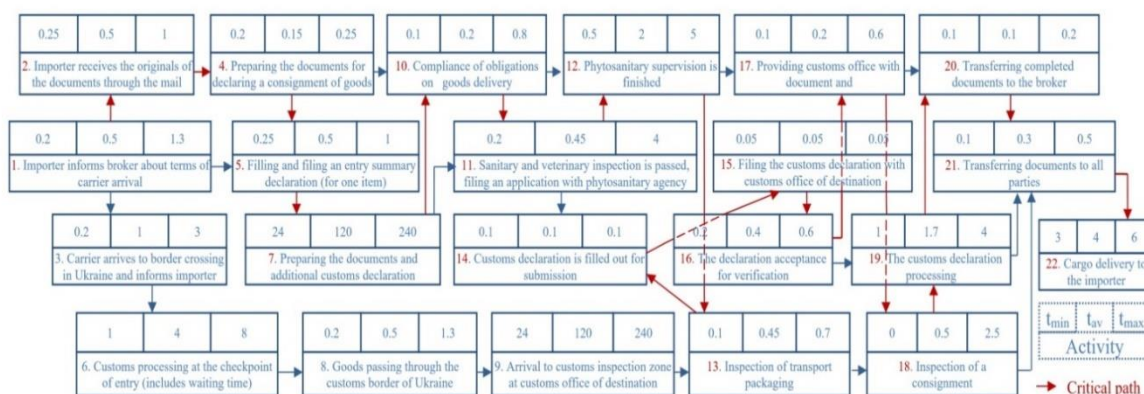 0.25 0.5 1
2. Importer receives the originals of
the documents through the mail
0.2 0.15 0.25
4. Preparing the documents for
declaring a consignment of goods
0.1 0.2 0.8
10. Compliance of obligations
on goods delivery
0.5 2 5
12. Phytosanitary supervision is
finished
0.1 0.2 0.6
17. Providing customs office with
document and
0.1 0.1 0.2
20. Transferring completed
documents to the broker
0.2 0.5 1.3
1. Importer informs broker about terms of
carrier arrival
0.25 0.5 1
5. Filling and filing an entry summary
declaration (for one item)
0.2 0.45 4
11. Sanitary and veterinary inspection is passed,
filing an application with phytosanitary agency
0.05 0.05 0.05
15. Filing the customs declaration with
customs office of destination
0.1 0.3 0.5
21. Transferring documents to all
parties
0.2 1 3
3. Carrier arrives to border crossing
in Ukraine and informs importer
24 120 240
7. Preparing the documents and
additional customs declaration
0.1 0.1 0.1
14. Customs declaration is filled out for
submission
0.2 0.4 0.6
16. The declaration acceptance
for verification
1 1.7 4
19. The customs declaration
processing
3 4 6
22. Cargo delivery to
the importer
1 4 8
6. Customs processing at the checkpoint
of entry (includes waiting time)
0.2 0.5 1.3
8. Goods passing through the
customs border of Ukraine
24 120 240
9. Arrival to customs inspection zone
at customs office of destination
0.1 0.45 0.7
13. Inspection of transport
packaging
0 0.5 2.5
18. Inspection of a
consignment
tmin tav tmax
Activity
Critical path